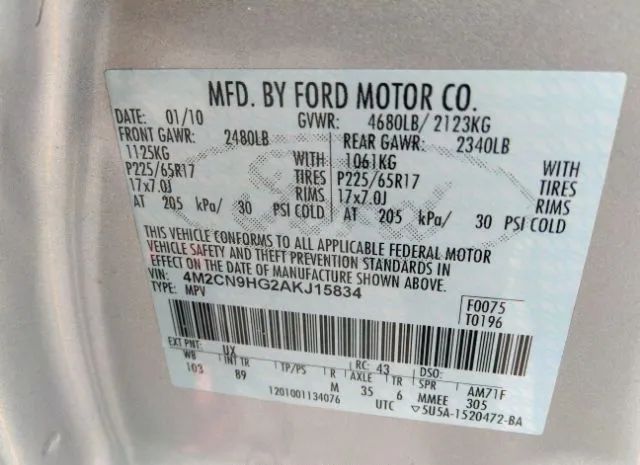 MFD. BY FORD MOTOR CO.
DATE: 01/10 GVWR: 4680LB/ 2123KG
FRONT GAWR: 2480LB REAR GAWR: 2340LB
1125KG WITH 1061KG WITH
P225/65R17 TIRES P225/65R17 TIRES
17x7.0J RIMS 17x7.0J RIMS
AT 205 kPa/ 30 PSI COLD AT 205 kPa/ 30 PSI COLD
THIS VEHICLE CONFORMS TO ALL APPLICABLE FEDERAL MOTOR
VEHICLE SAFETY AND THEFT PREVENTION STANDARDS IN
EFFECT ON THE DATE OF MANUFACTURE SHOWN ABOVE.
VIN: 4M2CN9HG2AKJ15834
TYPE: MPV
F0075
T0196
EXT PNT: UX RC: 43 DSO:
WB INT TR TP/PS R AXLE TR SPR AM71F
103 89 M 35 6 MMEE 305
1201001134076 UTC ▽5U5A-1520472-BA
Ford